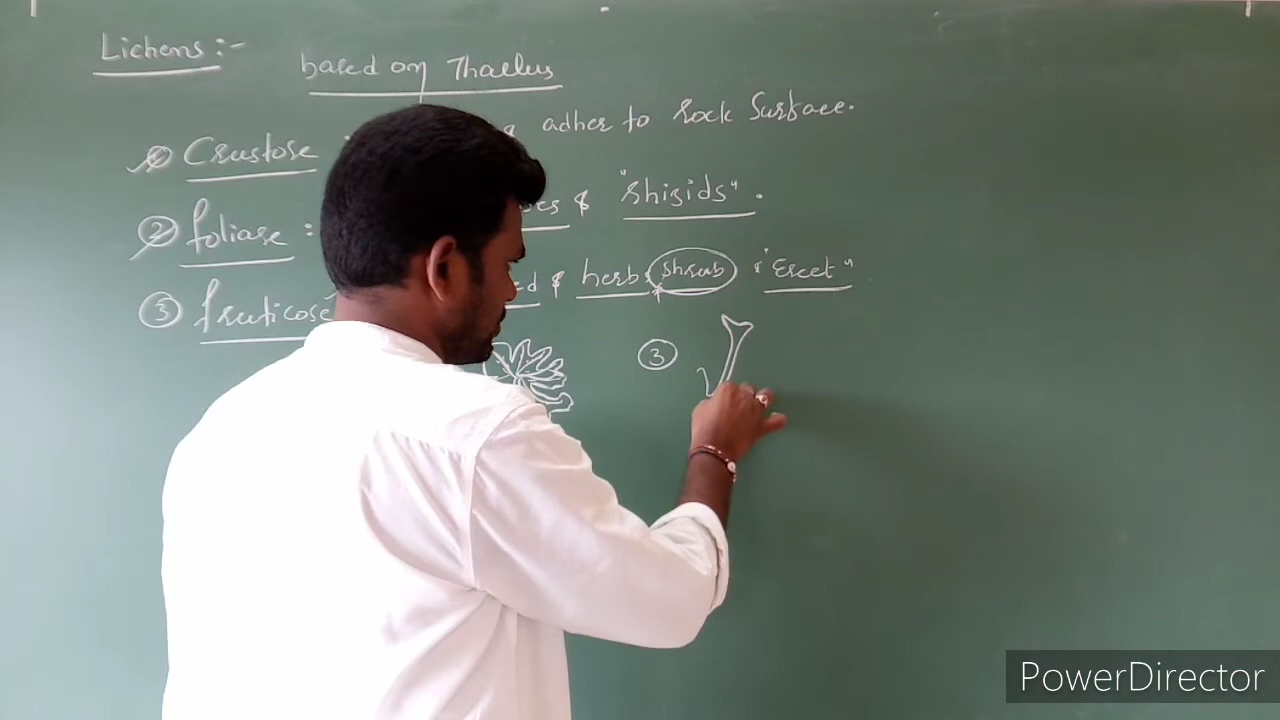 Lichens :-
based on Thallus
① Crustose adher to rock Surface.
② foliase : & "rhizids".
③ fruticose & herb, shrub & "Erect"
③
PowerDirector